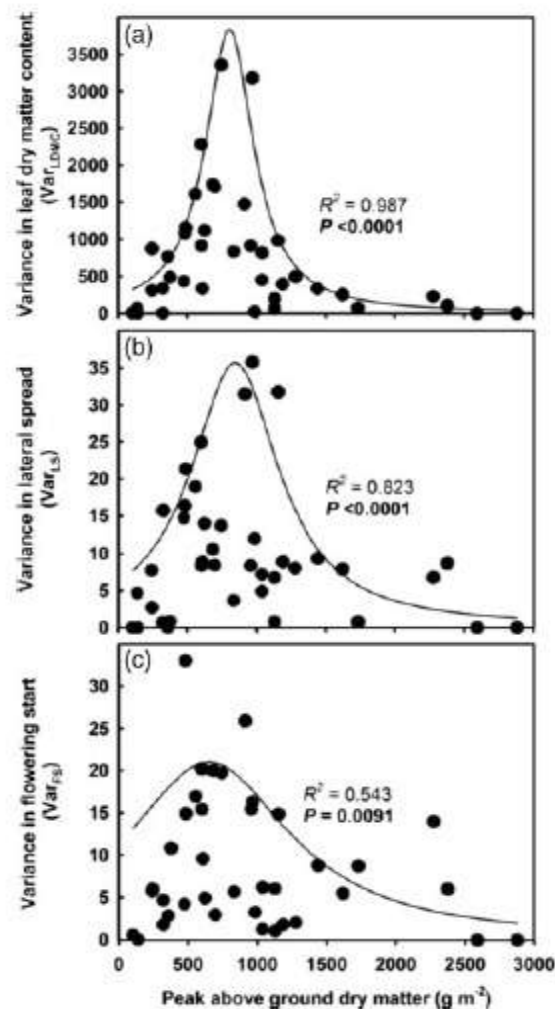 (a)
Variance in leaf dry matter content
(Var_LDMC)
3500
3000
2500
2000
1500
1000
500
0
R² = 0.987
P <0.0001
(b)
Variance in lateral spread
(Var_LS)
35
30
25
20
15
10
5
0
R² = 0.823
P <0.0001
(c)
Variance in flowering start
(Var_FS)
30
25
20
15
10
5
0
R² = 0.543
P = 0.0091
0 500 1000 1500 2000 2500 3000
Peak above ground dry matter (g m⁻²)